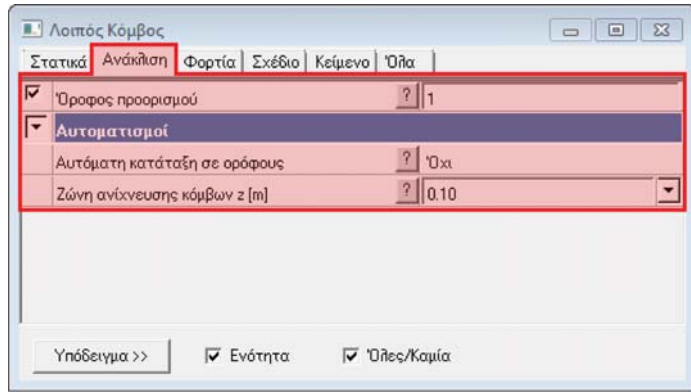 Λοιπός Κόμβος
Στατικά Ανάκλιση Φορτία Σχέδιο Κείμενο Όλα
Όροφος προορισμού ? 1
Αυτοματισμοί
Αυτόματη κατάταξη σε ορόφους ? Όχι
Ζώνη ανίχνευσης κόμβων z [m] ? 0.10
Υπόδειγμα >> Ενότητα Όλες/Καμία